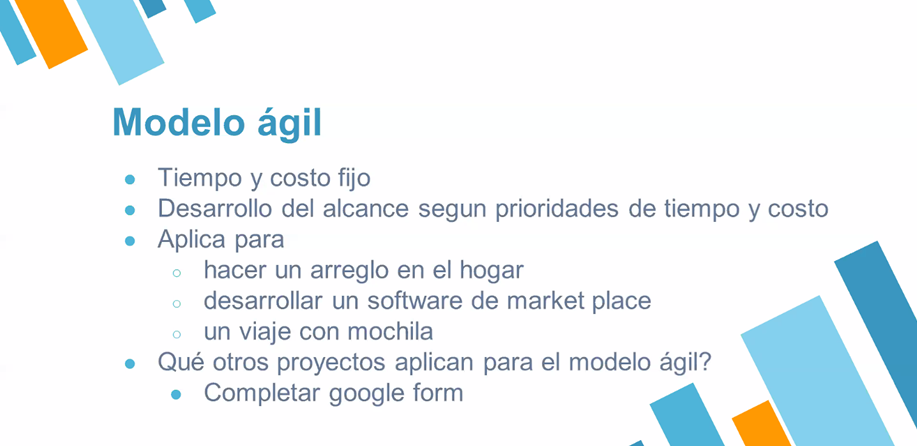 Modelo ágil
● Tiempo y costo fijo
● Desarrollo del alcance segun prioridades de tiempo y costo
● Aplica para
○ hacer un arreglo en el hogar
○ desarrollar un software de market place
○ un viaje con mochila
● Qué otros proyectos aplican para el modelo ágil?
● Completar google form